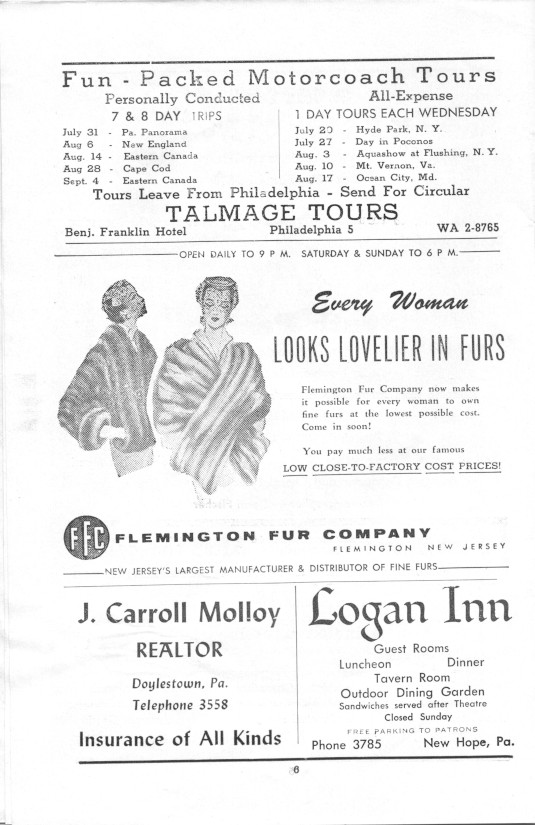 Fun - Packed Motorcoach Tours
Personally Conducted
7 & 8 DAY TRIPS
July 31 - Pa. Panorama
Aug 6 - New England
Aug. 14 - Eastern Canada
Aug 28 - Cape Cod
Sept. 4 - Eastern Canada
All-Expense
1 DAY TOURS EACH WEDNESDAY
July 20 - Hyde Park, N. Y.
July 27 - Day in Poconos
Aug. 3 - Aquashow at Flushing, N. Y.
Aug. 10 - Mt. Vernon, Va.
Aug. 17 - Ocean City, Md.
Tours Leave From Philadelphia - Send For Circular
TALMAGE TOURS
Benj. Franklin Hotel Philadelphia 5 WA 2-8765
OPEN DAILY TO 9 P M. SATURDAY & SUNDAY TO 6 P M.
Every Woman
LOOKS LOVELIER IN FURS
Flemington Fur Company now makes
it possible for every woman to own
fine furs at the lowest possible cost.
Come in soon!
You pay much less at our famous
LOW CLOSE-TO-FACTORY COST PRICES!
FFC FLEMINGTON FUR COMPANY
FLEMINGTON NEW JERSEY
NEW JERSEY'S LARGEST MANUFACTURER & DISTRIBUTOR OF FINE FURS
J. Carroll Molloy
REALTOR
Doylestown, Pa.
Telephone 3558
Insurance of All Kinds
Logan Inn
Guest Rooms
Luncheon Dinner
Tavern Room
Outdoor Dining Garden
Sandwiches served after Theatre
Closed Sunday
FREE PARKING TO PATRONS
Phone 3785 New Hope, Pa.
6